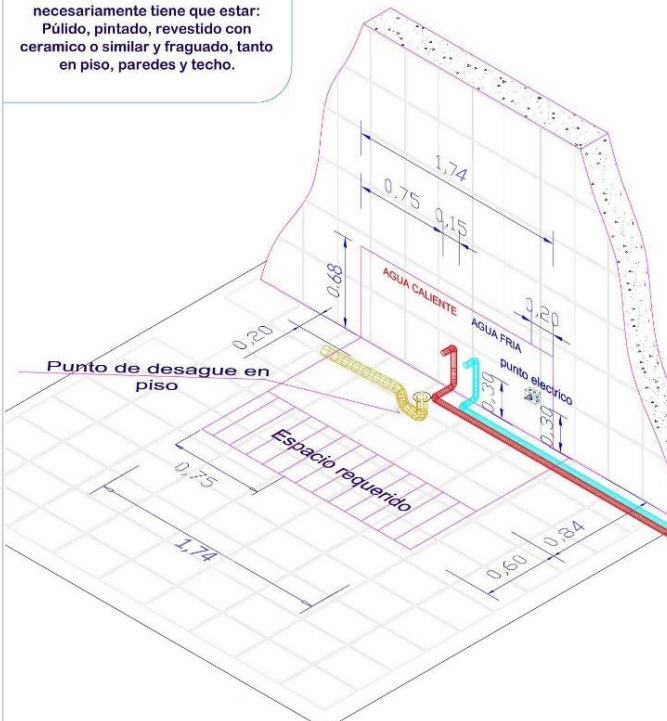 necesariamente tiene que estar:
Púlido, pintado, revestido con
ceramico o similar y fraguado, tanto
en piso, paredes y techo.
1,74
0.75 0,15
0.68
AGUA CALIENTE
0,20
AGUA FRIA
0,20
punto electrico
Punto de desague en
piso
0,39
0,30
Espacio requerido
0,75
1,74
0,60 0,84